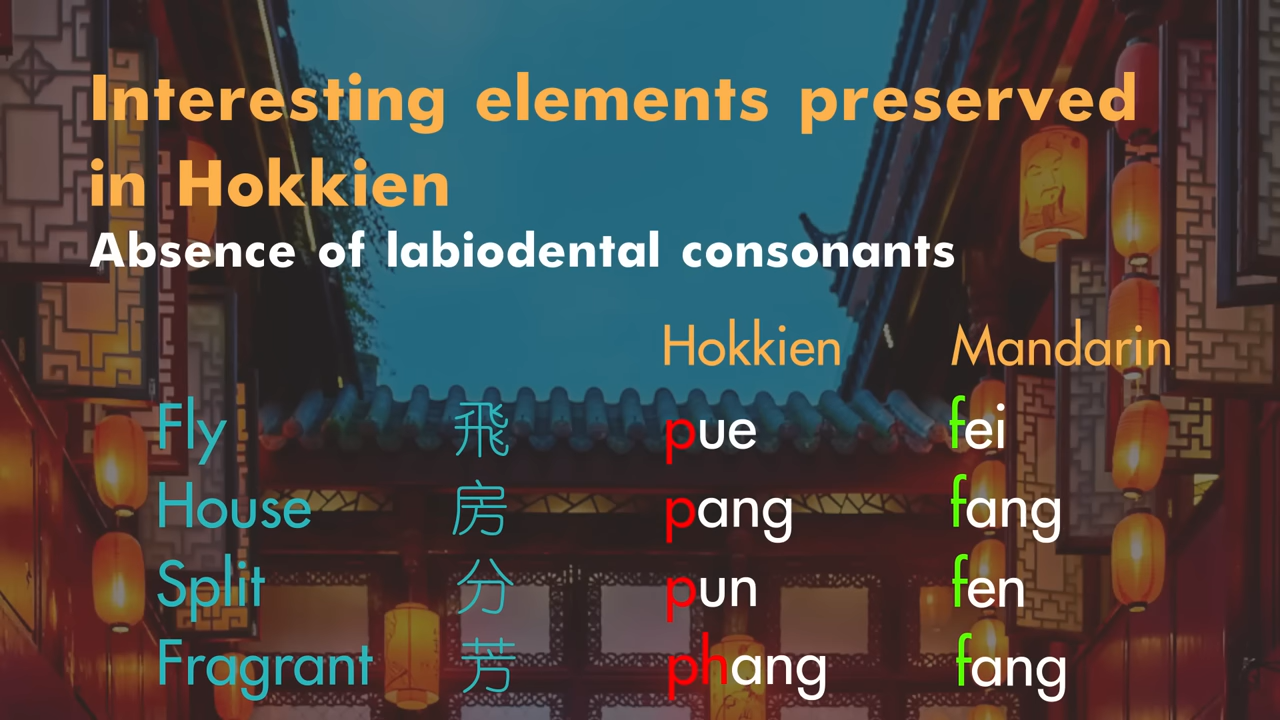 Interesting elements preserved
in Hokkien
Absence of labiodental consonants
Hokkien Mandarin
Fly 飛 pue fei
House 房 pang fang
Split 分 pun fen
Fragrant 芳 phang fang